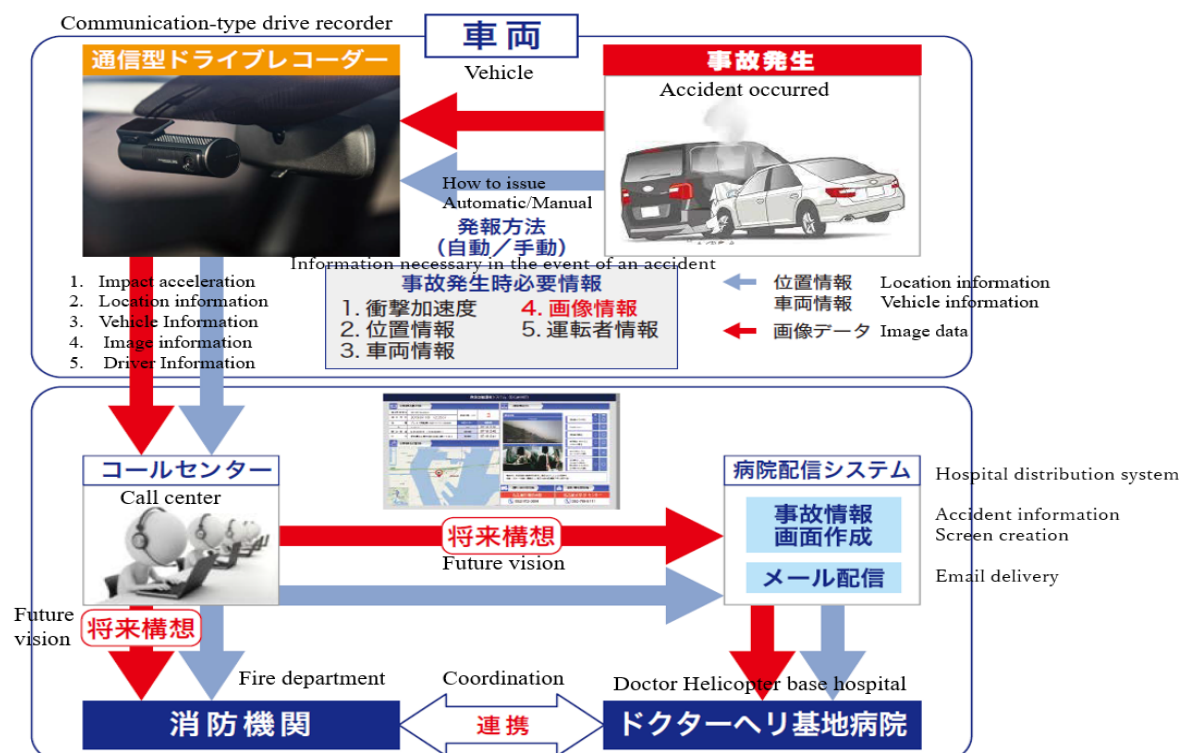 Communication-type drive recorder
車両
通信型ドライブレコーダー
Vehicle
事故発生
Accident occurred
How to issue
Automatic/Manual
発報方法
(自動／手動)
Information necessary in the event of an accident
事故発生時必要情報
1. 衝撃加速度
2. 位置情報
3. 車両情報
4. 画像情報
5. 運転者情報
1. Impact acceleration
2. Location information
3. Vehicle Information
4. Image information
5. Driver Information
位置情報 Location information
車両情報 Vehicle information
画像データ Image data
コールセンター
Call center
病院配信システム
Hospital distribution system
事故情報
画面作成
Accident information
Screen creation
メール配信
Email delivery
将来構想
Future vision
Future
vision
将来構想
Fire department
Coordination
Doctor Helicopter base hospital
消防機関
連携
ドクターヘリ基地病院